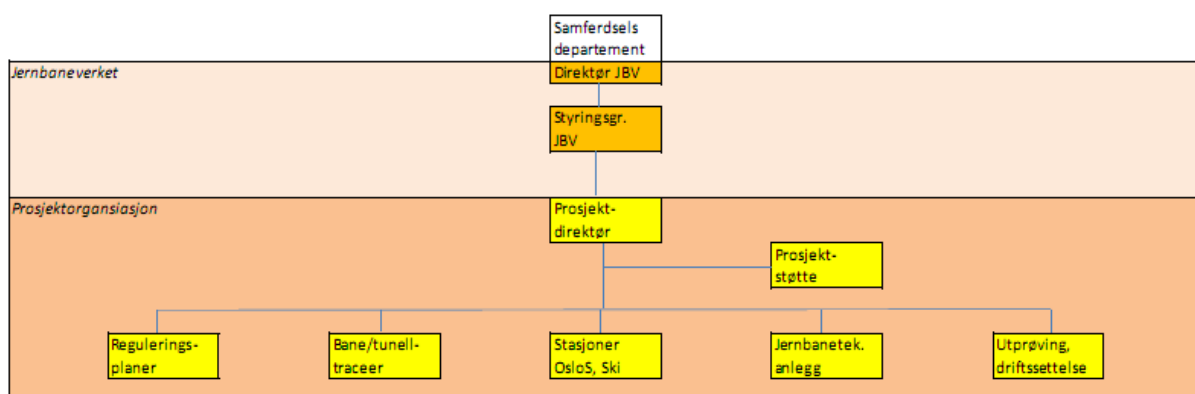 Samferdsels
departement
Jernbaneverket
Direktør JBV
Styringsgr.
JBV
Prosjektorgansiasjon
Prosjekt-
direktør
Prosjekt-
støtte
Regulerings-
planer
Bane/tunell-
traceer
Stasjoner
OsloS, Ski
Jernbanetek.
anlegg
Utprøving,
driftssettelse